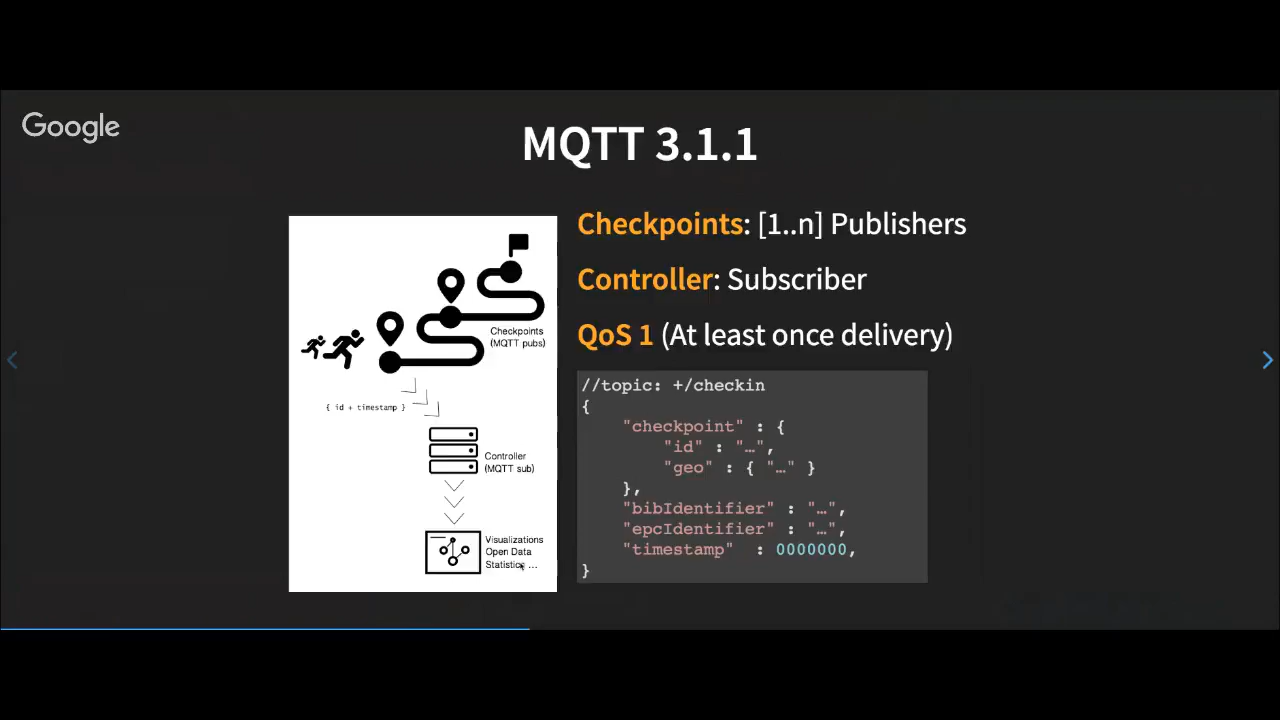 Google
MQTT 3.1.1
Checkpoints
(MQTT pubs)
{ id + timestamp }
Controller
(MQTT sub)
Visualizations
Open Data
Statistics ...
Checkpoints: [1..n] Publishers
Controller: Subscriber
QoS 1 (At least once delivery)
//topic: +/checkin
{
    "checkpoint" : {
        "id" : "…",
        "geo" : { "…" }
    },
    "bibIdentifier" : "…",
    "epcIdentifier" : "…",
    "timestamp"  : 0000000,
}